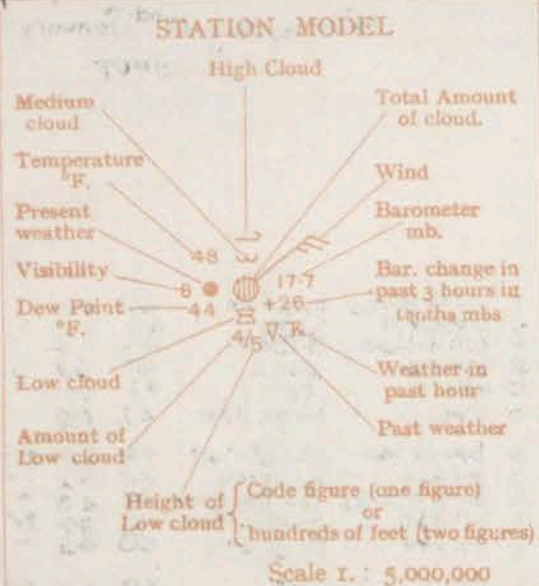 STATION MODEL
High Cloud
Medium
cloud
Total Amount
of cloud.
Temperature
°F.
Wind
Present
weather
Barometer
mb.
48
Visibility
8
17.7
Bar. change in
past 3 hours in
tenths mbs
Dew Point
°F.
44
+26
4/5
Low cloud
Weather in
past hour
Amount of
Low cloud
Past weather
Height of
Low cloud
Code figure (one figure)
or
hundreds of feet (two figures)
Scale 1. : 5,000,000